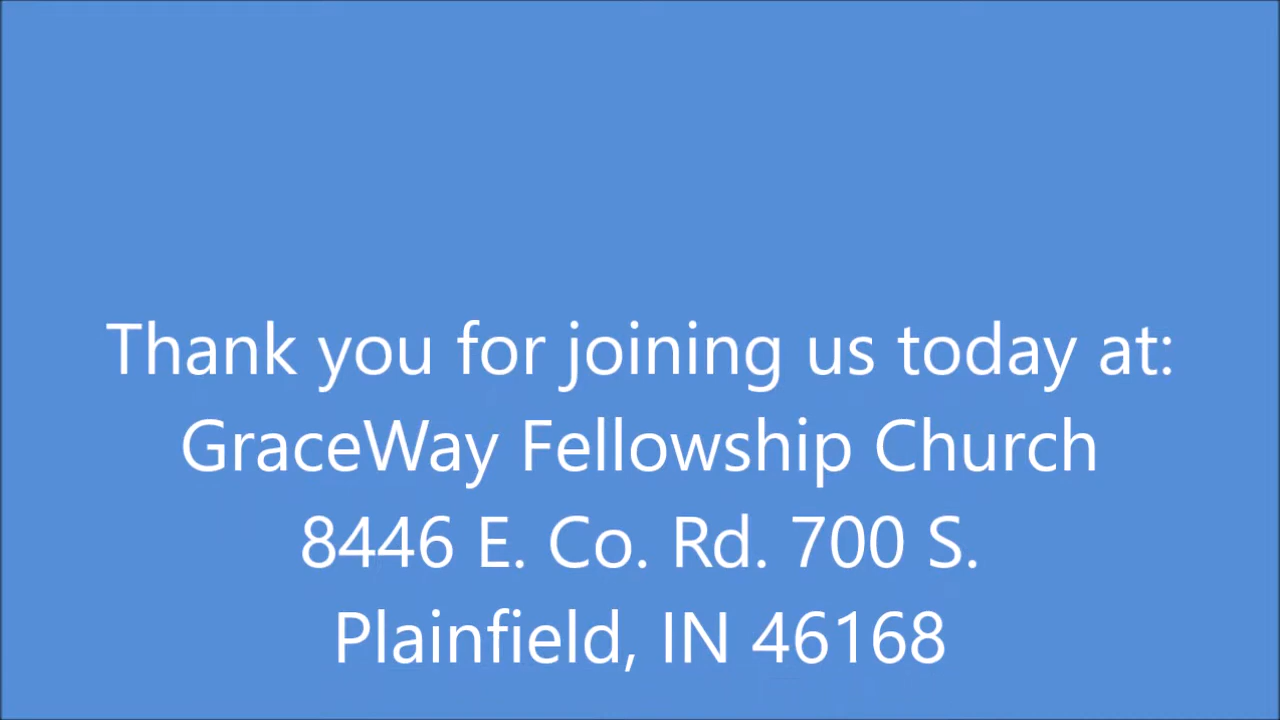 Thank you for joining us today at:
GraceWay Fellowship Church
8446 E. Co. Rd. 700 S.
Plainfield, IN 46168